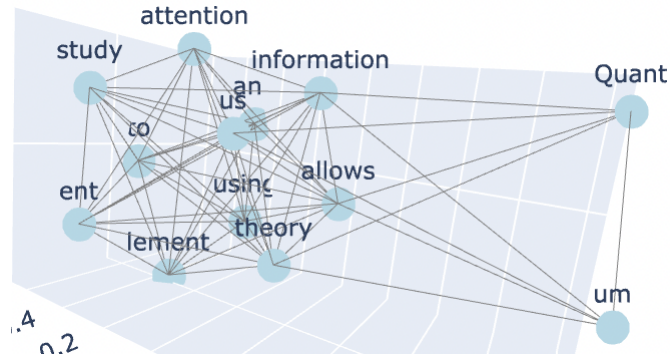 attention
study
information
Quant
an
us
to
ent
using
allows
lement
theory
um
.4
0.2